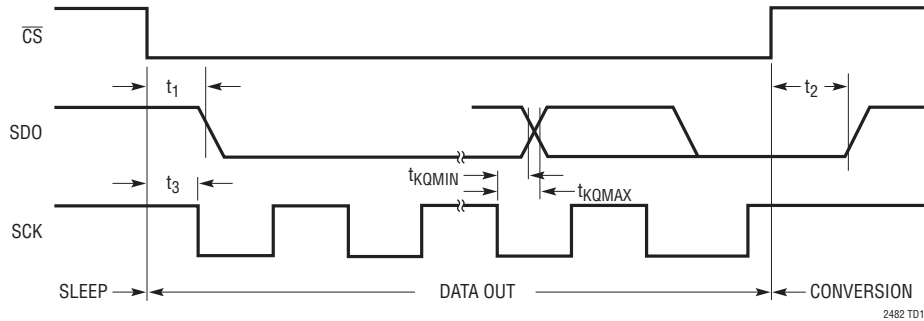 CS
t1
t2
SDO
tKQMIN
t3
tKQMAX
SCK
SLEEP
DATA OUT
CONVERSION
2482 TD1